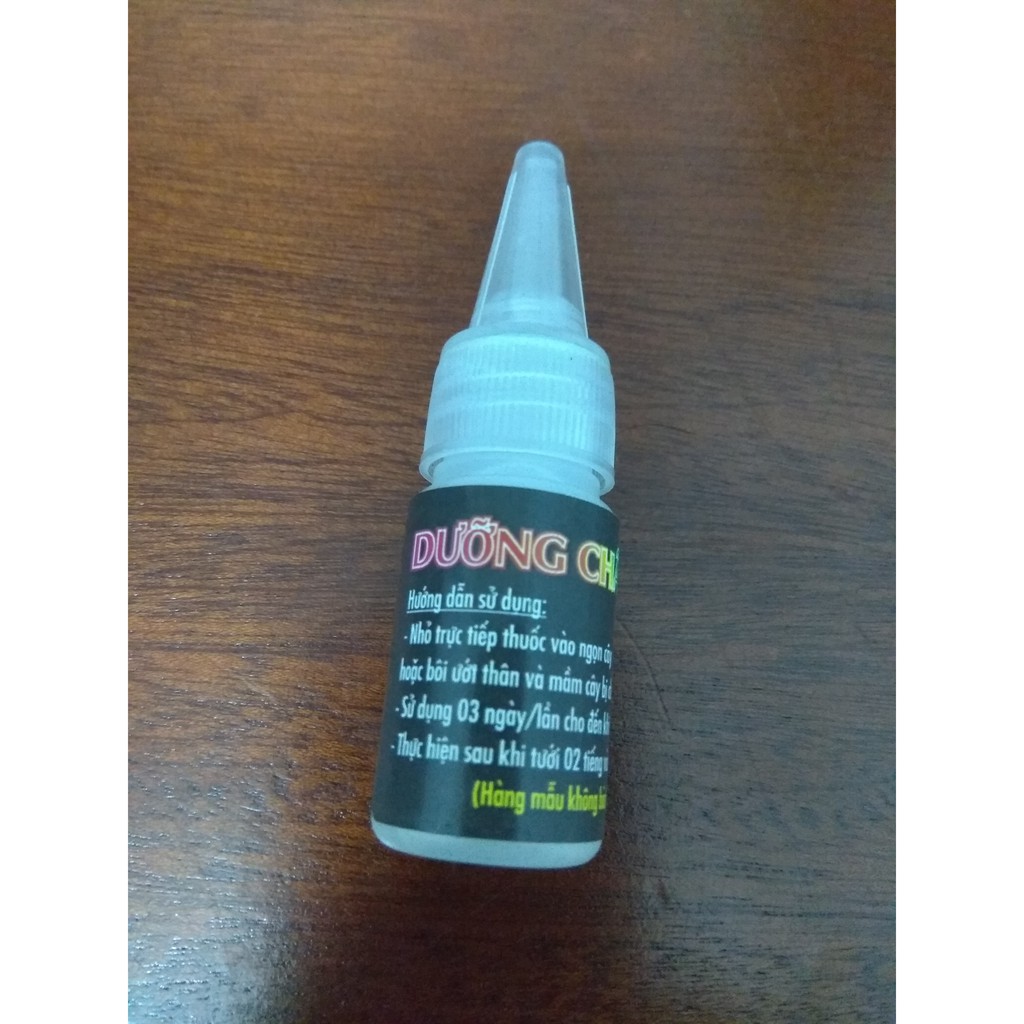 DƯỠNG
Hướng dẫn sử dụng:
- Nhỏ trực tiếp thuốc vào ngọn cây
hoặc bôi ướt thân và mầm cây bị
- Sử dụng 03 ngày/lần cho đến
- Thực hiện sau khi tưới 02 tiếng
(Hàng mẫu không